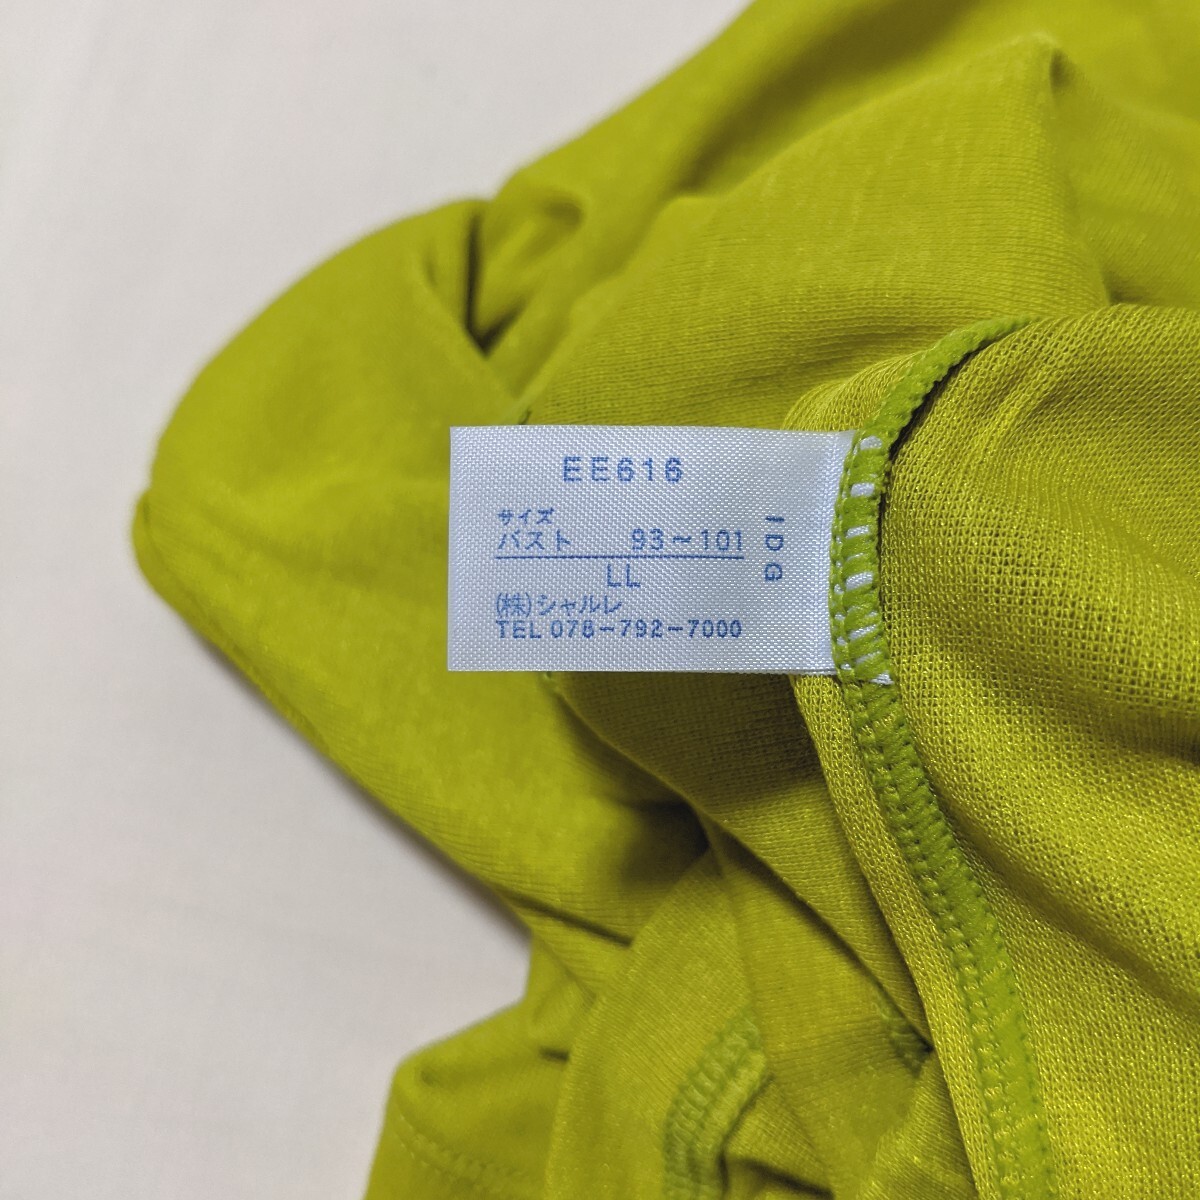 EE616
サイズ
バスト 93~101
LL
(株)シャルレ
TEL 078-792-7000
IDG